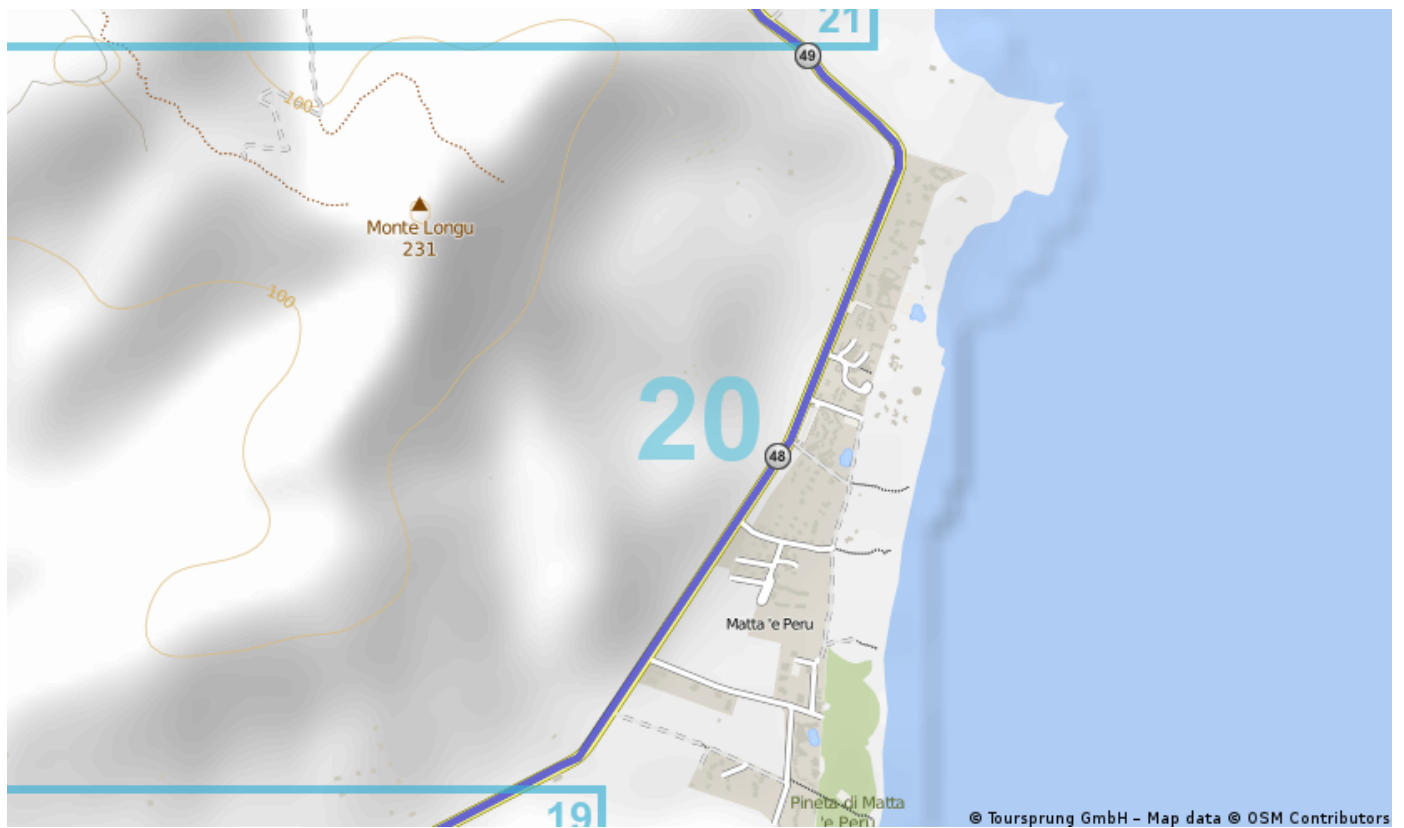 21
49
100
Monte Longu
231
100
20
48
Matta 'e Peru
Pineta di Matta
'e Peru
19
© Toursprung GmbH – Map data © OSM Contributors